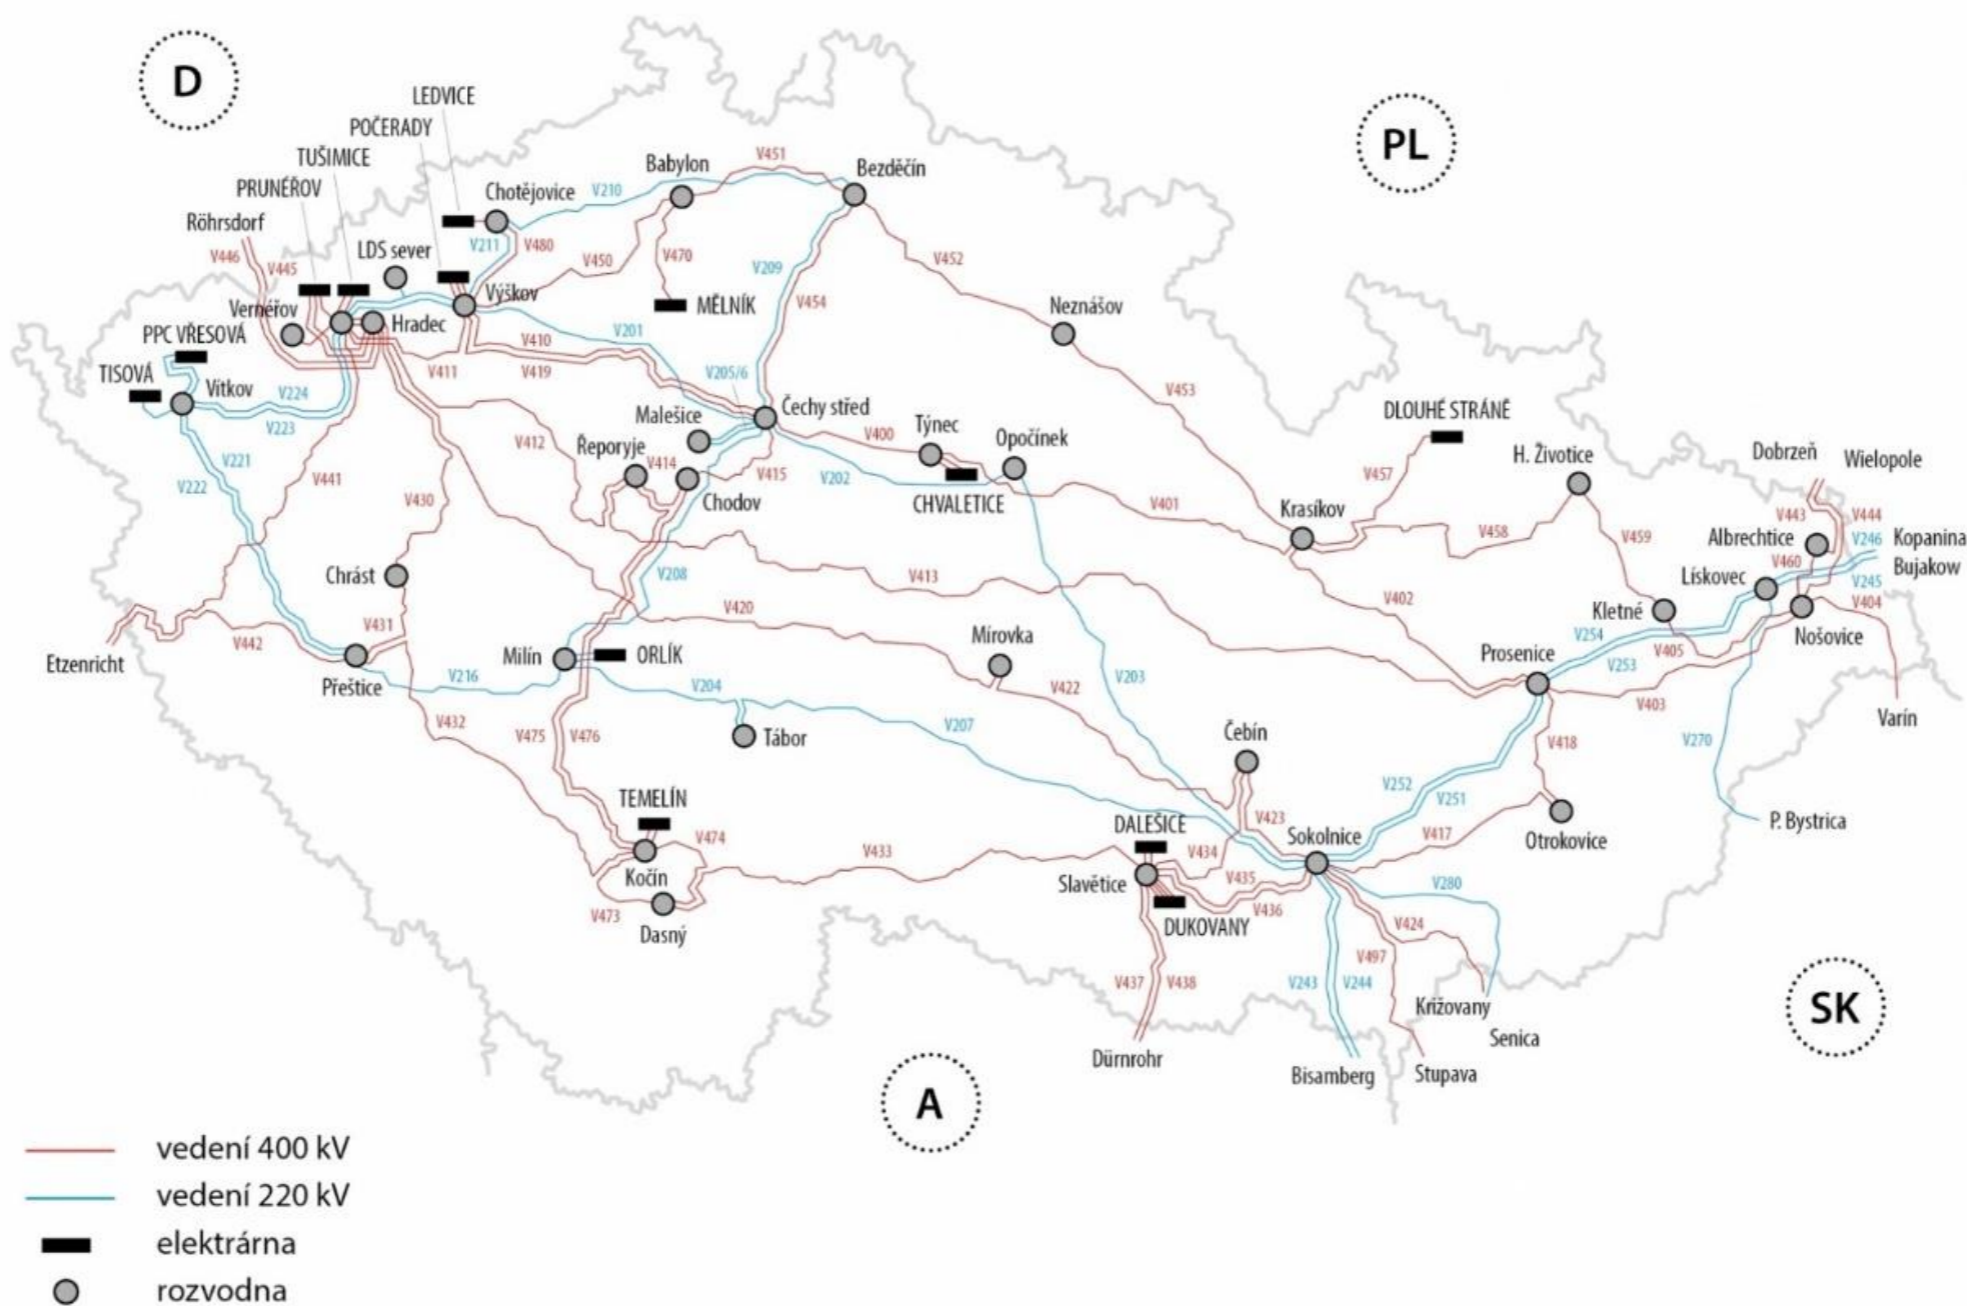 D
PL
LEDVICE
POČERADY
TUŠIMICE
PRUNÉŘOV
Röhrsdorf
V446
V445
LDS sever
Chotějovice
V210
Babylon
V451
Bezděčín
V211
V480
V450
V470
V209
V454
V452
Vernéřov
Hradec
Výškov
MĚLNÍK
Neznášov
PPC VŘESOVÁ
TISOVÁ
Vítkov
V224
V223
V411
V410
V419
V201
V205/6
V453
Malešice
Čechy střed
DLOUHÉ STRÁNĚ
V221
V222
V441
V430
V412
Řeporyje
V414
Chodov
V415
V400
V202
Týnec
Opočínek
CHVALETICE
V401
Krasíkov
V457
V458
H. Životice
V459
Dobrzeň
Wielopole
V443
V444
V246
Kopanina
Albrechtice
V460
Bujakow
V245
Lískovec
V404
Chrást
V208
V413
V402
Kletné
Nošovice
V431
V420
V442
Etzenricht
Přeštice
V216
Milín
ORLÍK
V204
Mírovka
V422
V203
Prosenice
V254
V253
V405
V403
Varín
V432
V475
V476
Tábor
V207
Čebín
V418
V270
V252
V251
TEMELÍN
V474
V433
DALEŠICE
V434
V423
Sokolnice
V417
Otrokovice
P. Bystrica
Kočín
V473
Dasný
Slavětice
V435
V436
DUKOVANY
V280
V424
V497
V437
V438
V243
V244
Križovany
Senica
Dürnrohr
Bisamberg
Stupava
SK
A
vedení 400 kV
vedení 220 kV
elektrárna
rozvodna